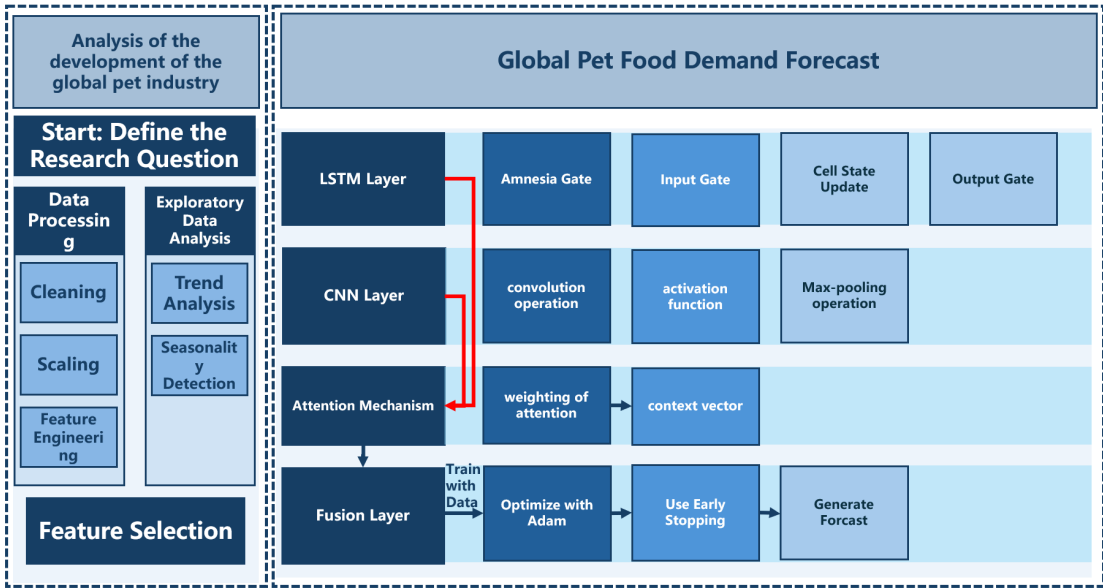 Analysis of the
development of the
global pet industry
Start: Define the
Research Question
Data
Processin
g
Cleaning
Scaling
Feature
Engineeri
ng
Exploratory
Data
Analysis
Trend
Analysis
Seasonalit
y
Detection
Feature Selection
Global Pet Food Demand Forecast
LSTM Layer
Amnesia Gate
Input Gate
Cell State
Update
Output Gate
CNN Layer
convolution
operation
activation
function
Max-pooling
operation
Attention Mechanism
weighting of
attention
context vector
Fusion Layer
Train
with
Data
Optimize with
Adam
Use Early
Stopping
Generate
Forcast